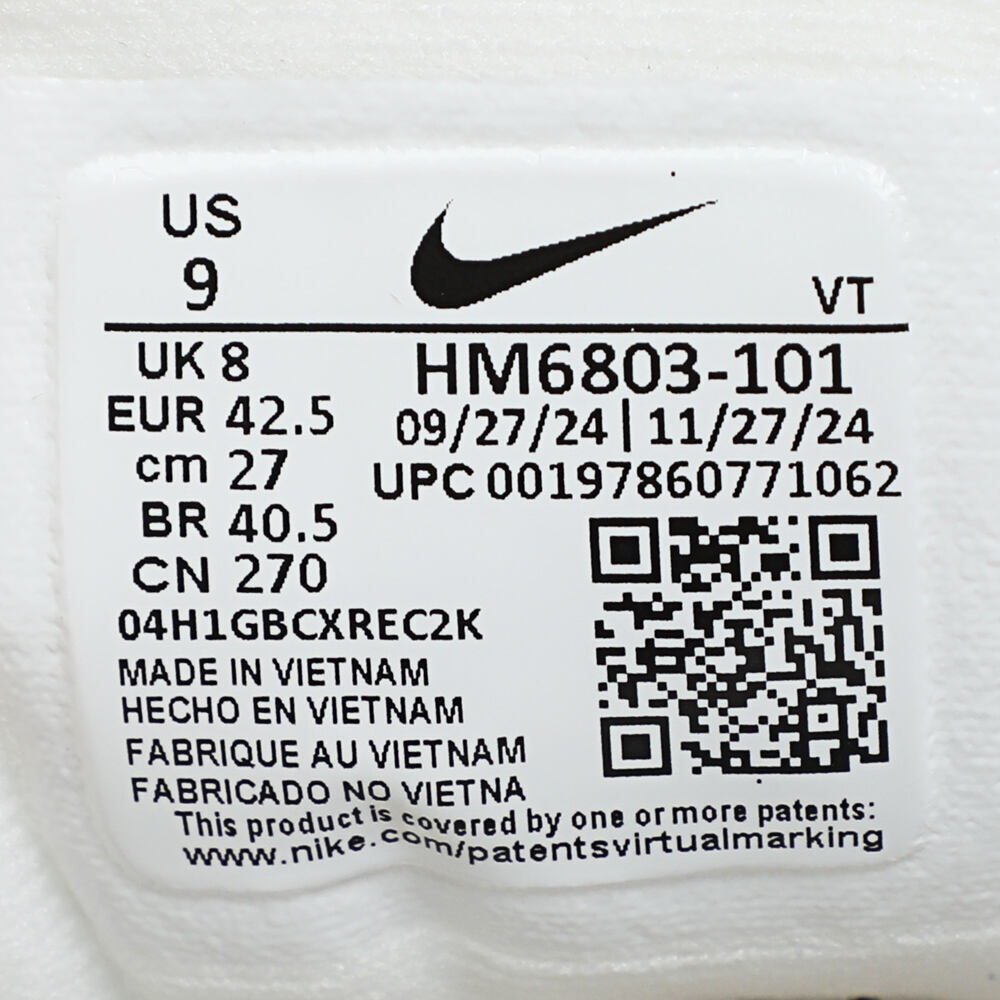 US
9
VT
UK 8
EUR 42.5
cm 27
BR 40.5
CN 270
HM6803-101
09/27/24 | 11/27/24
UPC 00197860771062
04H1GBCXREC2K
MADE IN VIETNAM
HECHO EN VIETNAM
FABRIQUE AU VIETNAM
FABRICADO NO VIETNA
This product is covered by one or more patents:
www.nike.com/patentsvirtualmarking